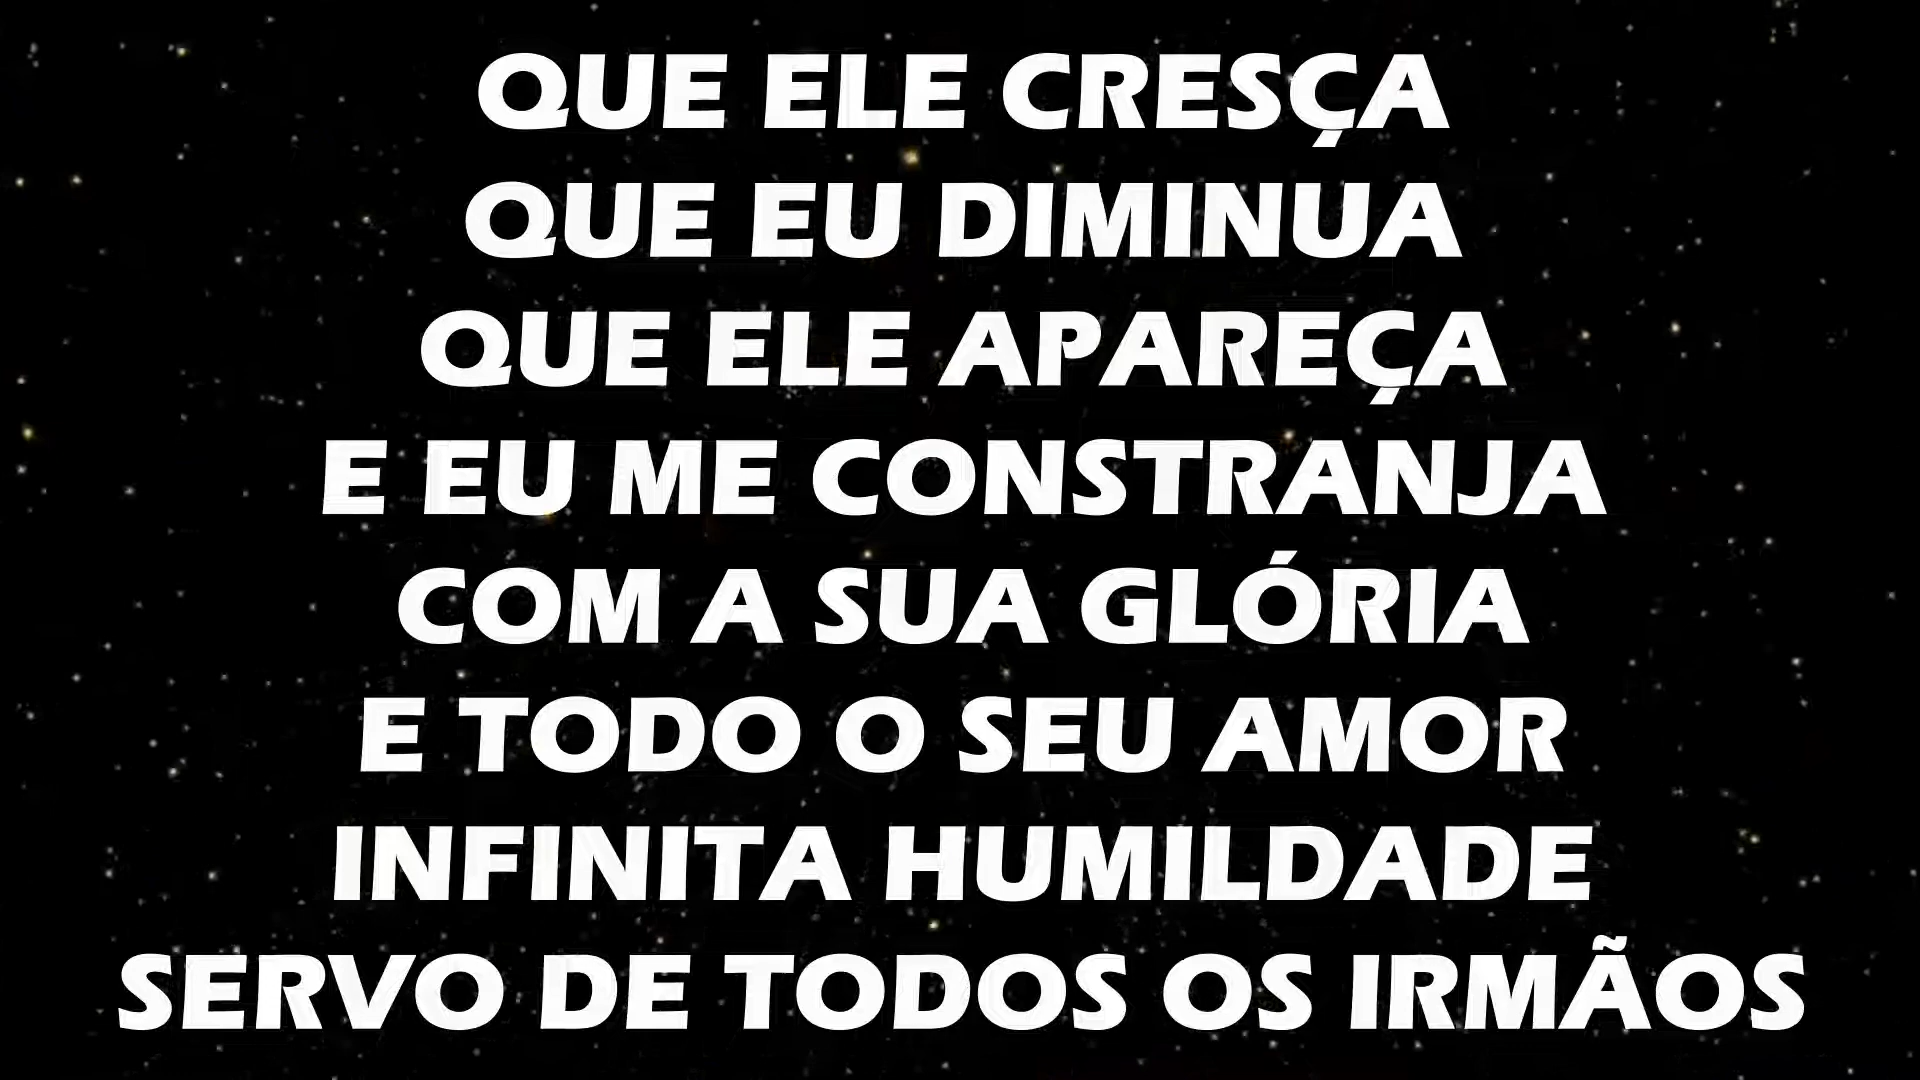 QUE ELE CRESÇA
QUE EU DIMINUA
QUE ELE APAREÇA
E EU ME CONSTRANJA
COM A SUA GLÓRIA
E TODO O SEU AMOR
INFINITA HUMILDADE
SERVO DE TODOS OS IRMÃOS